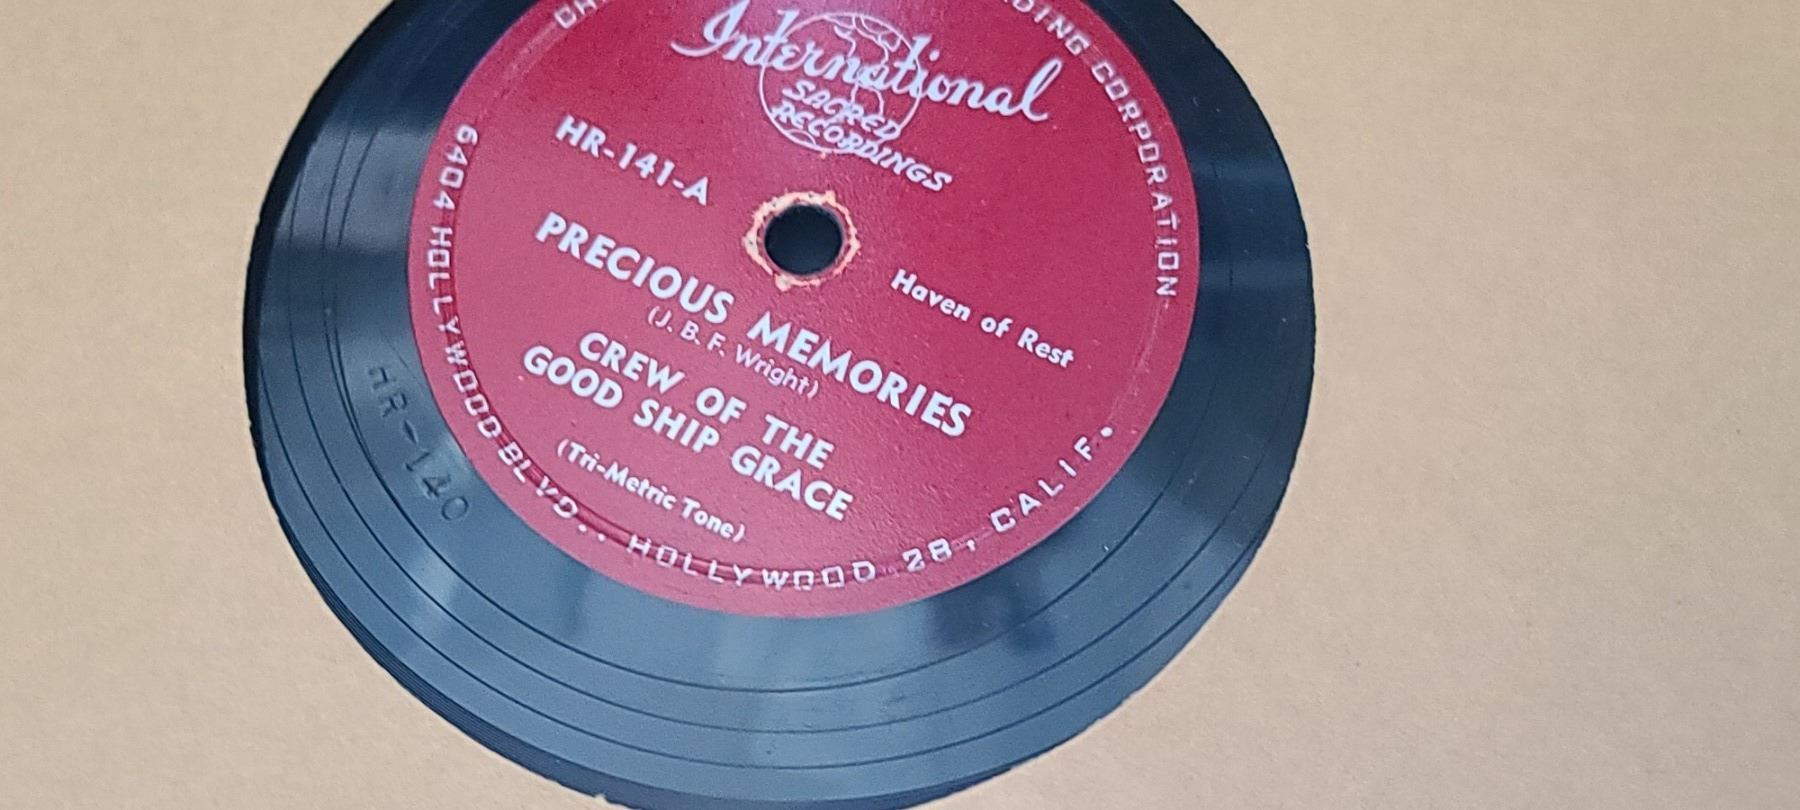 International
SACRED
RECORDINGS
RDING CORPORATION
HR-141-A
Haven of Rest
PRECIOUS MEMORIES
(J. B. F. Wright)
CREW OF THE
GOOD SHIP GRACE
(Tri-Metric Tone)
6404 HOLLYWOOD BLVD., HOLLYWOOD 28, CALIF.
HR-140